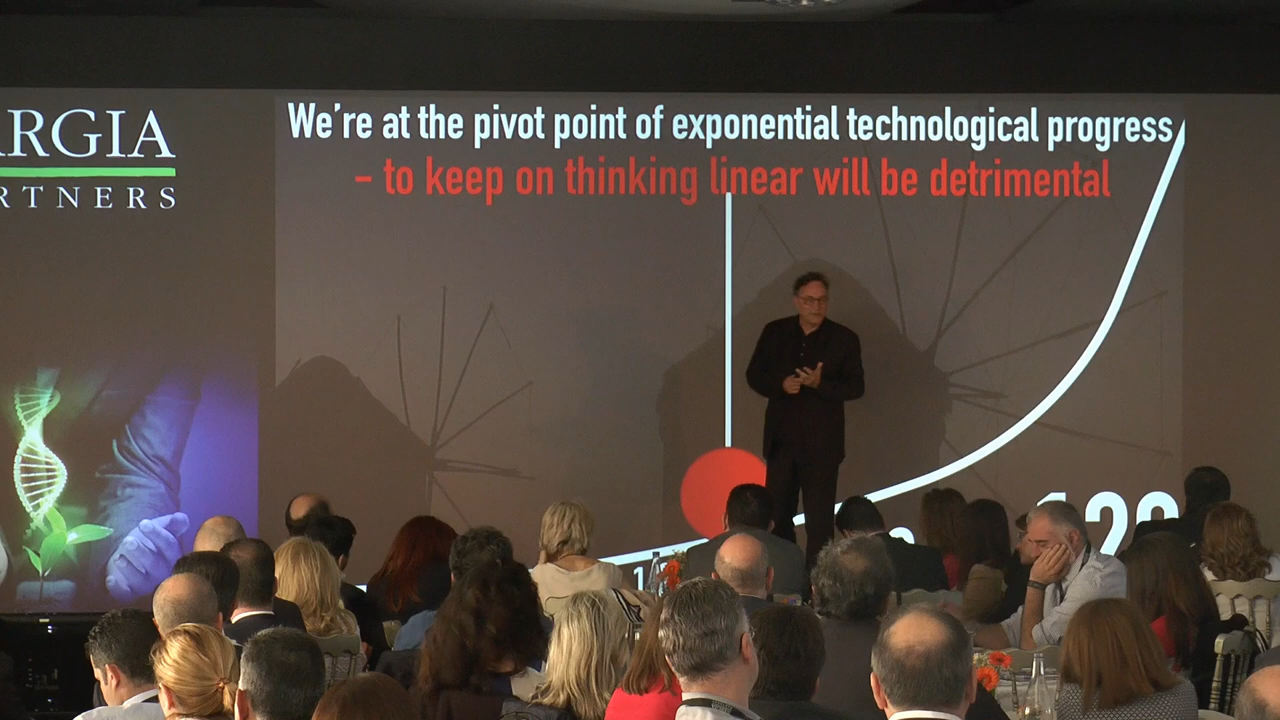 We're at the pivot point of exponential technological progress
– to keep on thinking linear will be detrimental
RGIA
RTNERS